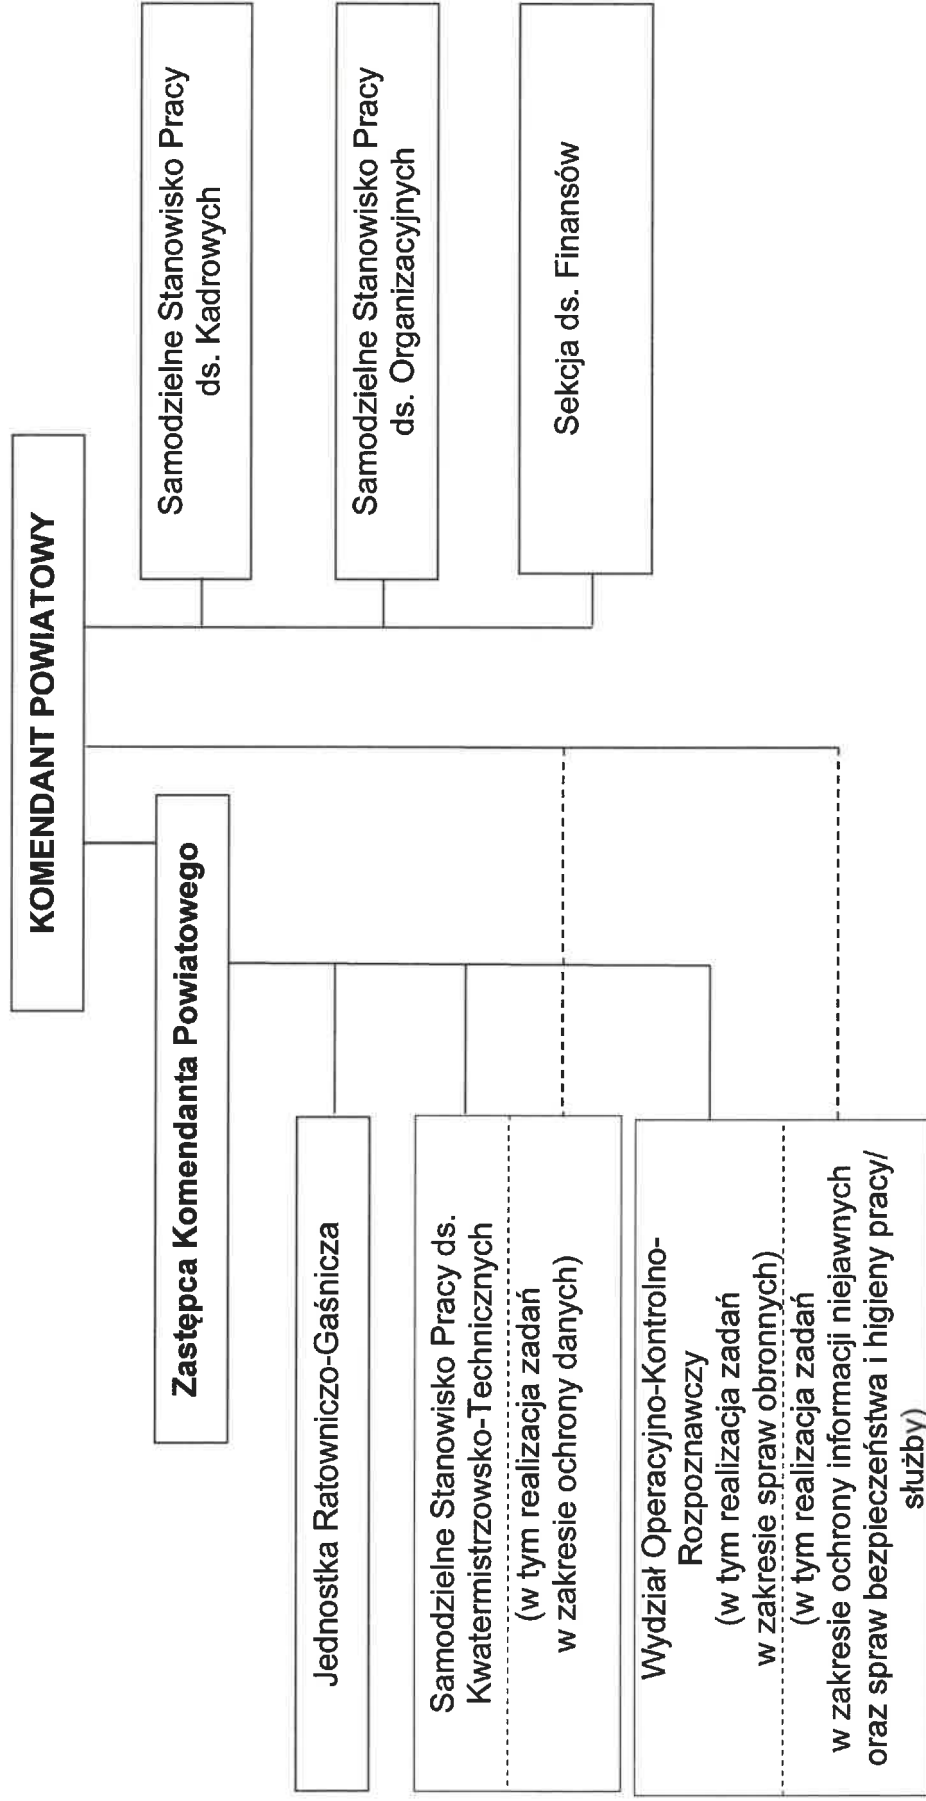 KOMENDANT POWIATOWY
Zastępca Komendanta Powiatowego
Jednostka Ratowniczo-Gaśnicza
Samodzielne Stanowisko Pracy ds.
Kwatermistrzowsko-Technicznych
(w tym realizacja zadań
w zakresie ochrony danych)
Wydział Operacyjno-Kontrolno-
Rozpoznawczy
(w tym realizacja zadań
w zakresie spraw obronnych)
(w tym realizacja zadań
w zakresie ochrony informacji niejawnych
oraz spraw bezpieczeństwa i higieny pracy/
służby)
Samodzielne Stanowisko Pracy
ds. Kadrowych
Samodzielne Stanowisko Pracy
ds. Organizacyjnych
Sekcja ds. Finansów